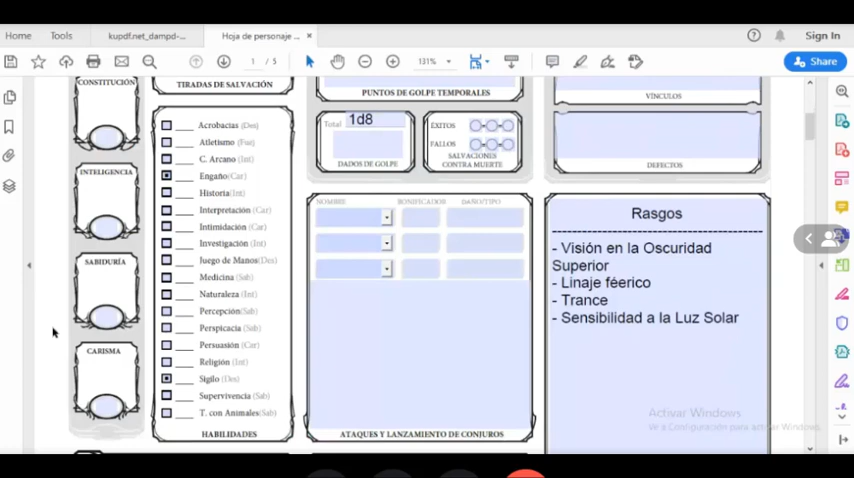 Home Tools kupdf.net_dampd-... Hoja de personaje ... × Sign In
1 / 5 131% Share
CONSTITUCIÓN
TIRADAS DE SALVACIÓN
PUNTOS DE GOLPE TEMPORALES
VÍNCULOS
Total 1d8
DADOS DE GOLPE
ÉXITOS
FALLOS
SALVACIONES
CONTRA MUERTE
DEFECTOS
INTELIGENCIA
SABIDURÍA
CARISMA
Acrobacias (Des)
Atletismo (Fue)
C. Arcano (Int)
Engaño(Car)
Historia(Int)
Interpretación (Car)
Intimidación (Car)
Investigación (Int)
Juego de Manos(Des)
Medicina (Sab)
Naturaleza (Int)
Percepción(Sab)
Perspicacia (Sab)
Persuasión (Car)
Religión (Int)
Sigilo (Des)
Supervivencia (Sab)
T. con Animales(Sab)
HABILIDADES
NOMBRE BONIFICADOR DAÑO/TIPO
ATAQUES Y LANZAMIENTO DE CONJUROS
Rasgos
- Visión en la Oscuridad
Superior
- Linaje féerico
- Trance
- Sensibilidad a la Luz Solar
Activar Windows
Ve a Configuración para activar Windows.